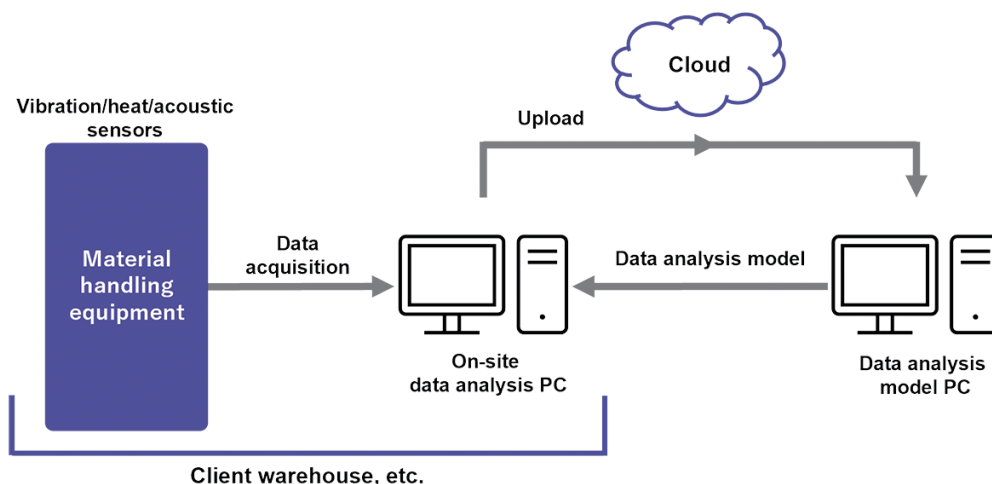 Cloud
Vibration/heat/acoustic
sensors
Upload
Material
handling
equipment
Data
acquisition
Data analysis model
On-site
data analysis PC
Data analysis
model PC
Client warehouse, etc.